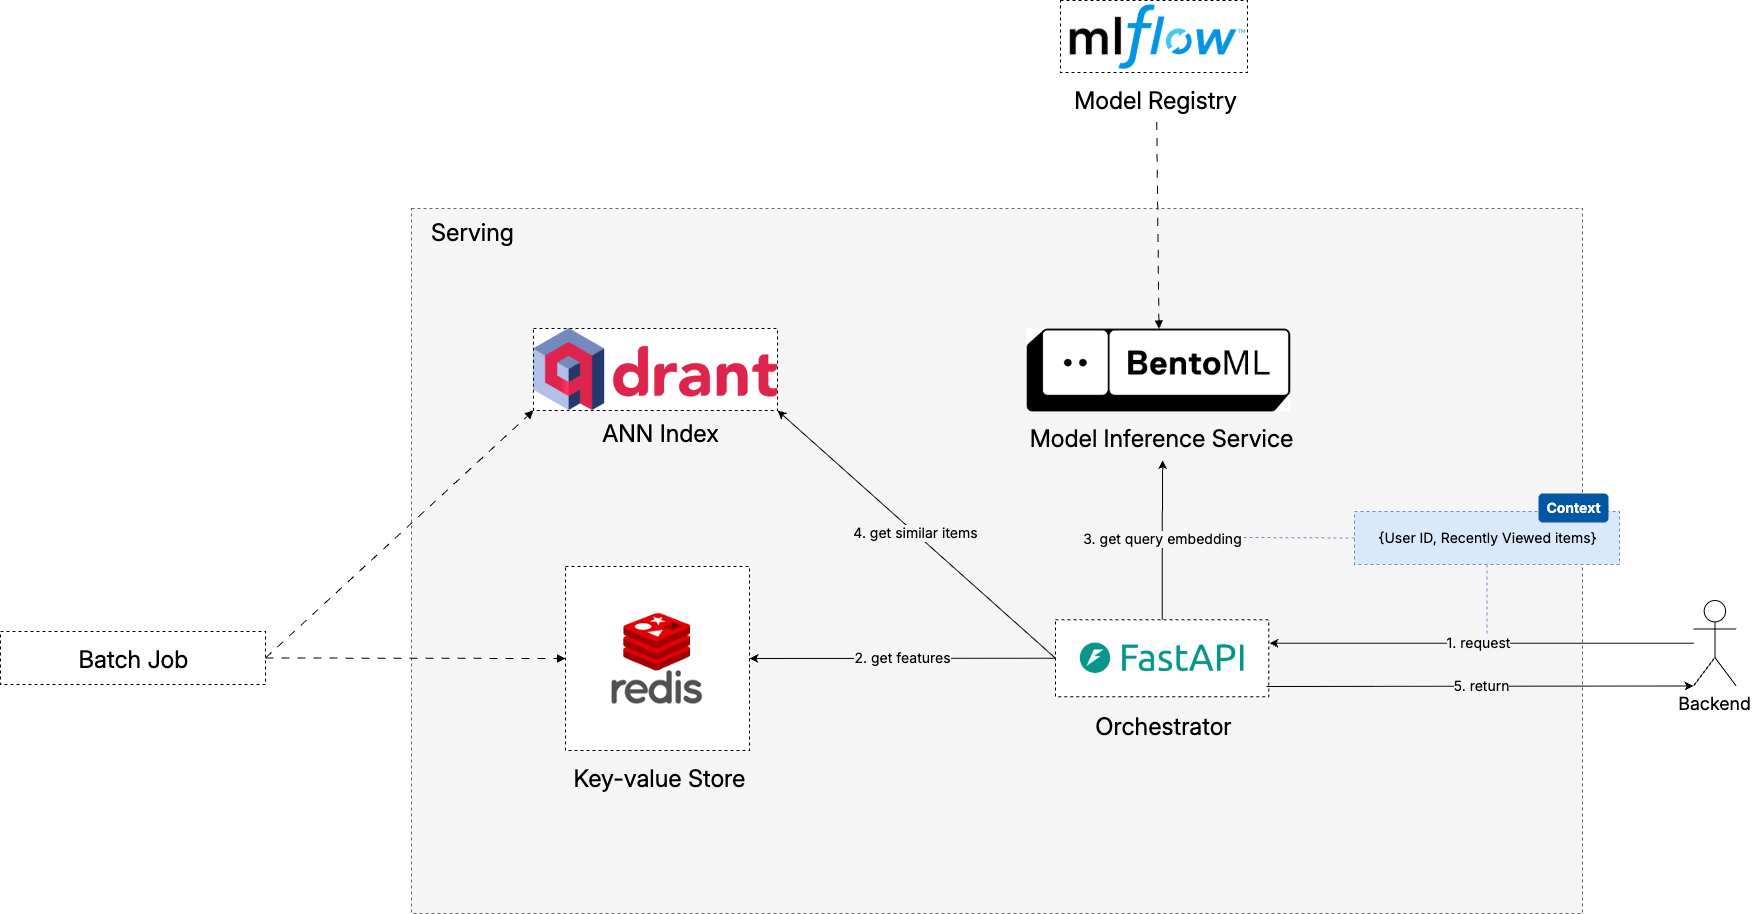 mlflow™
Model Registry
Serving
qdrant
ANN Index
BentoML
Model Inference Service
Context
{User ID, Recently Viewed items}
4. get similar items
3. get query embedding
Batch Job
redis
Key-value Store
2. get features
FastAPI
Orchestrator
1. request
5. return
Backend